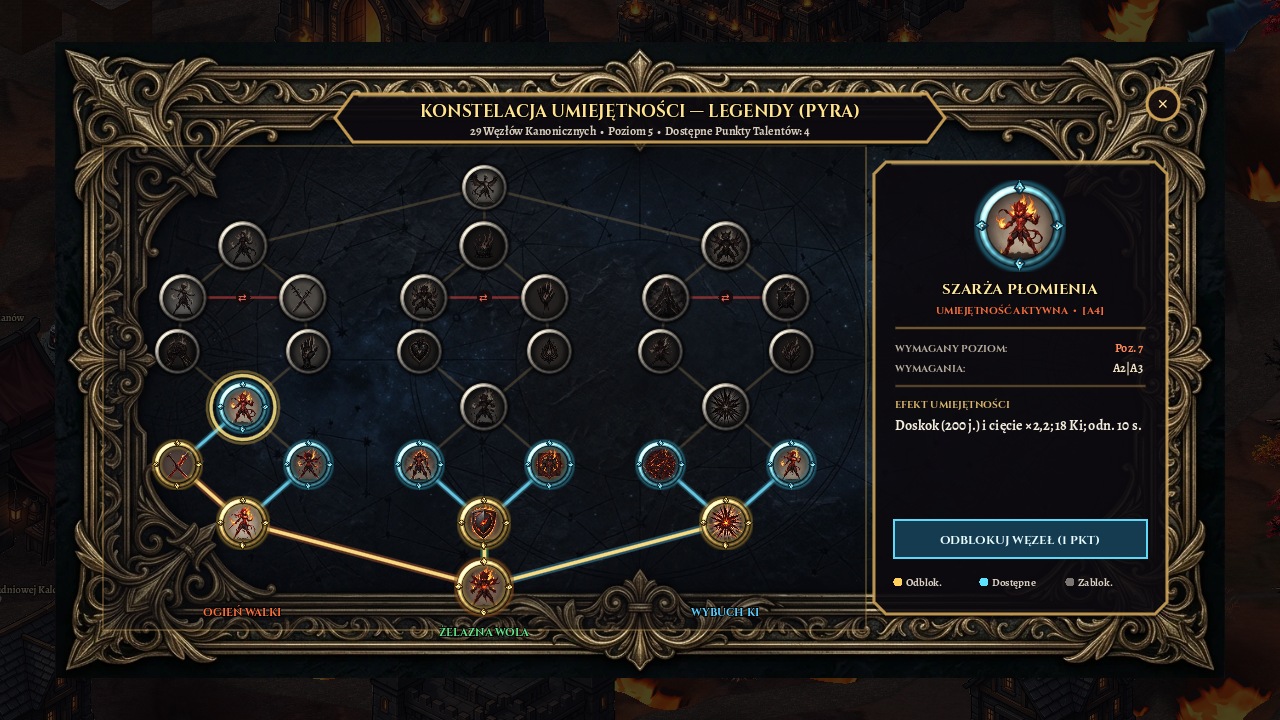 KONSTELACJA UMIEJĘTNOŚCI — LEGENDY (PYRA)
29 Węzłów Kanonicznych • Poziom 5 • Dostępne Punkty Talentów: 4
×
SZARŻA PŁOMIENIA
UMIEJĘTNOŚĆ AKTYWNA • [A4]
WYMAGANY POZIOM: Poz. 7
WYMAGANIA: A2|A3
EFEKT UMIEJĘTNOŚCI
Doskok (200 j.) i cięcie ×2,2; 18 Ki; odn. 10 s.
ODBLOKUJ WĘZEŁ (1 PKT)
Odblok. Dostępne Zablok.
OGIEŃ WALKI
ŻELAZNA WOLA
WYBUCH KI